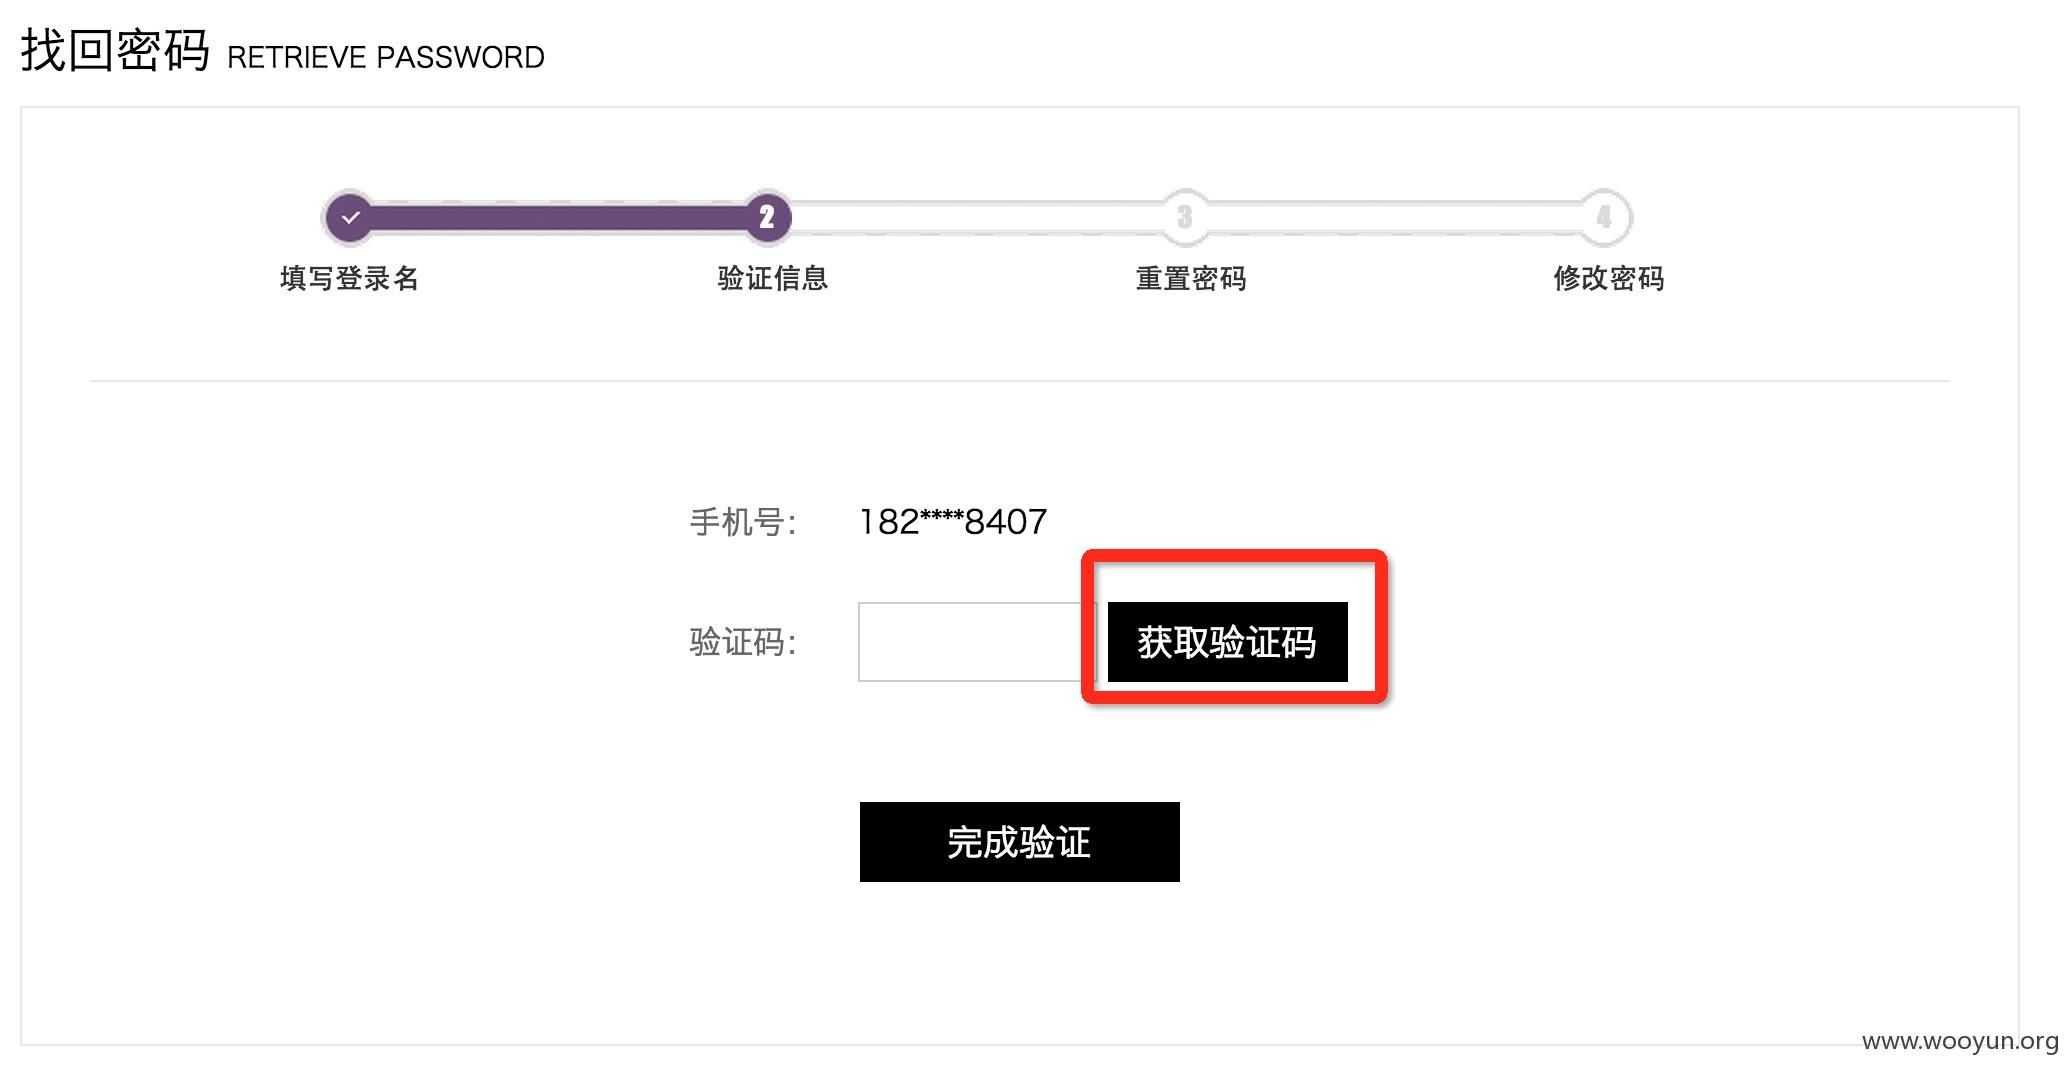 找回密码 RETRIEVE PASSWORD
2 3 4
填写登录名 验证信息 重置密码 修改密码
手机号： 182****8407
验证码： 获取验证码
完成验证
www.wooyun.org